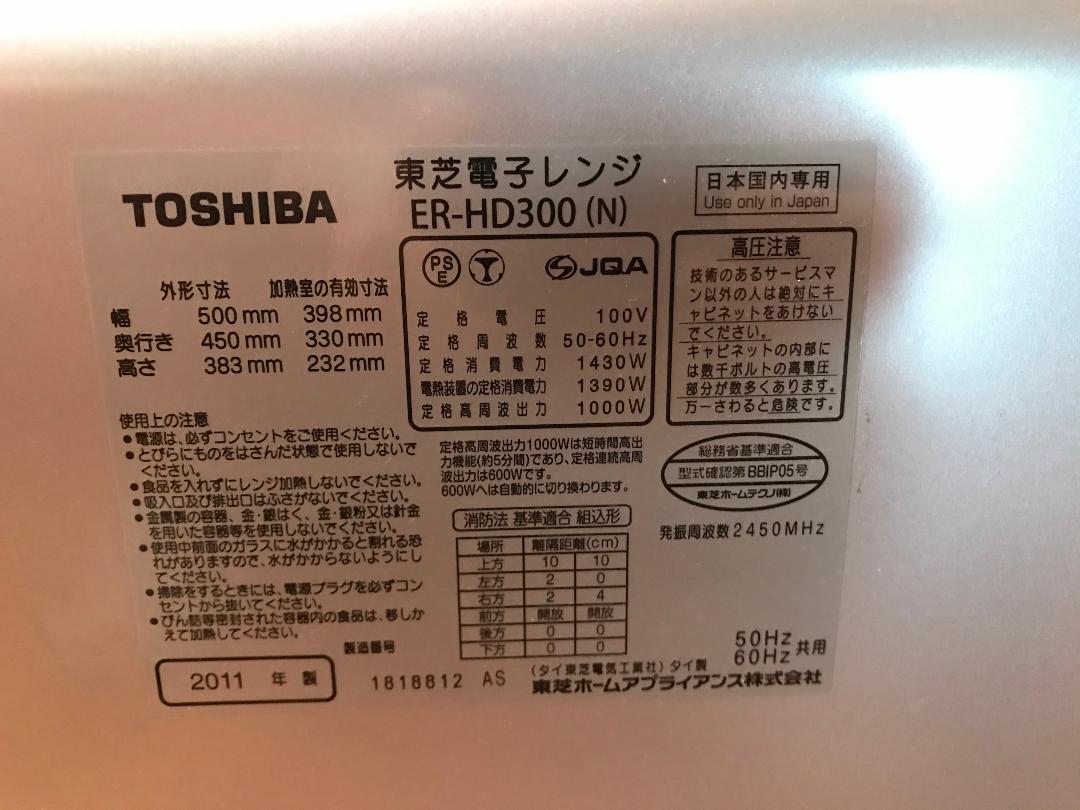 TOSHIBA
東芝電子レンジ
ER-HD300(N)
日本国内専用
Use only in Japan
外形寸法 加熱室の有効寸法
幅 500mm 398mm
奥行き 450mm 330mm
高さ 383mm 232mm
PSE JQA
定格電圧 100V
定格周波数 50-60Hz
定格消費電力 1430W
電熱装置の定格消費電力 1390W
定格高周波出力 1000W
高圧注意
技術のあるサービスマ
ン以外の人は絶対にキ
ャビネットをあけない
でください。
キャビネットの内部に
は数千ボルトの高電圧
部分が数多くあります。
万一さわると危険です。
使用上の注意
●電源は、必ずコンセントをご使用ください。
●とびらにものをはさんだ状態で使用しないで
ください。
●食品を入れずにレンジ加熱しないでください。
●吸入口及び排出口はふさがないでください。
●金属製の容器、金・銀はく、金・銀粉又は針金
を用いた容器等を使用しないでください。
●使用中前面のガラスに水がかかると割れる恐
れがありますので、水がかからないようにし
てください。
●掃除をするときには、電源プラグを必ずコン
セントから抜いてください。
●びん詰等密封された容器内の食品は、移しか
えて加熱してください。
定格高周波出力1000Wは短時間高出
力機能(約5分間)であり、定格連続高周
波出力は600Wです。
600Wへは自動的に切り換わります。
消防法 基準適合 組込形
場所 離隔距離(cm)
上方 10 10
左方 2 0
右方 2 4
前方 開放 開放
後方 0 0
下方 0 0
総務省基準適合
型式確認第BBIP05号
東芝ホームテクノ(株)
発振周波数2450MHz
50Hz
60Hz 共用
製造番号
2011 年 製
1818812 AS
(タイ東芝電気工業社)タイ製
東芝ホームアプライアンス株式会社